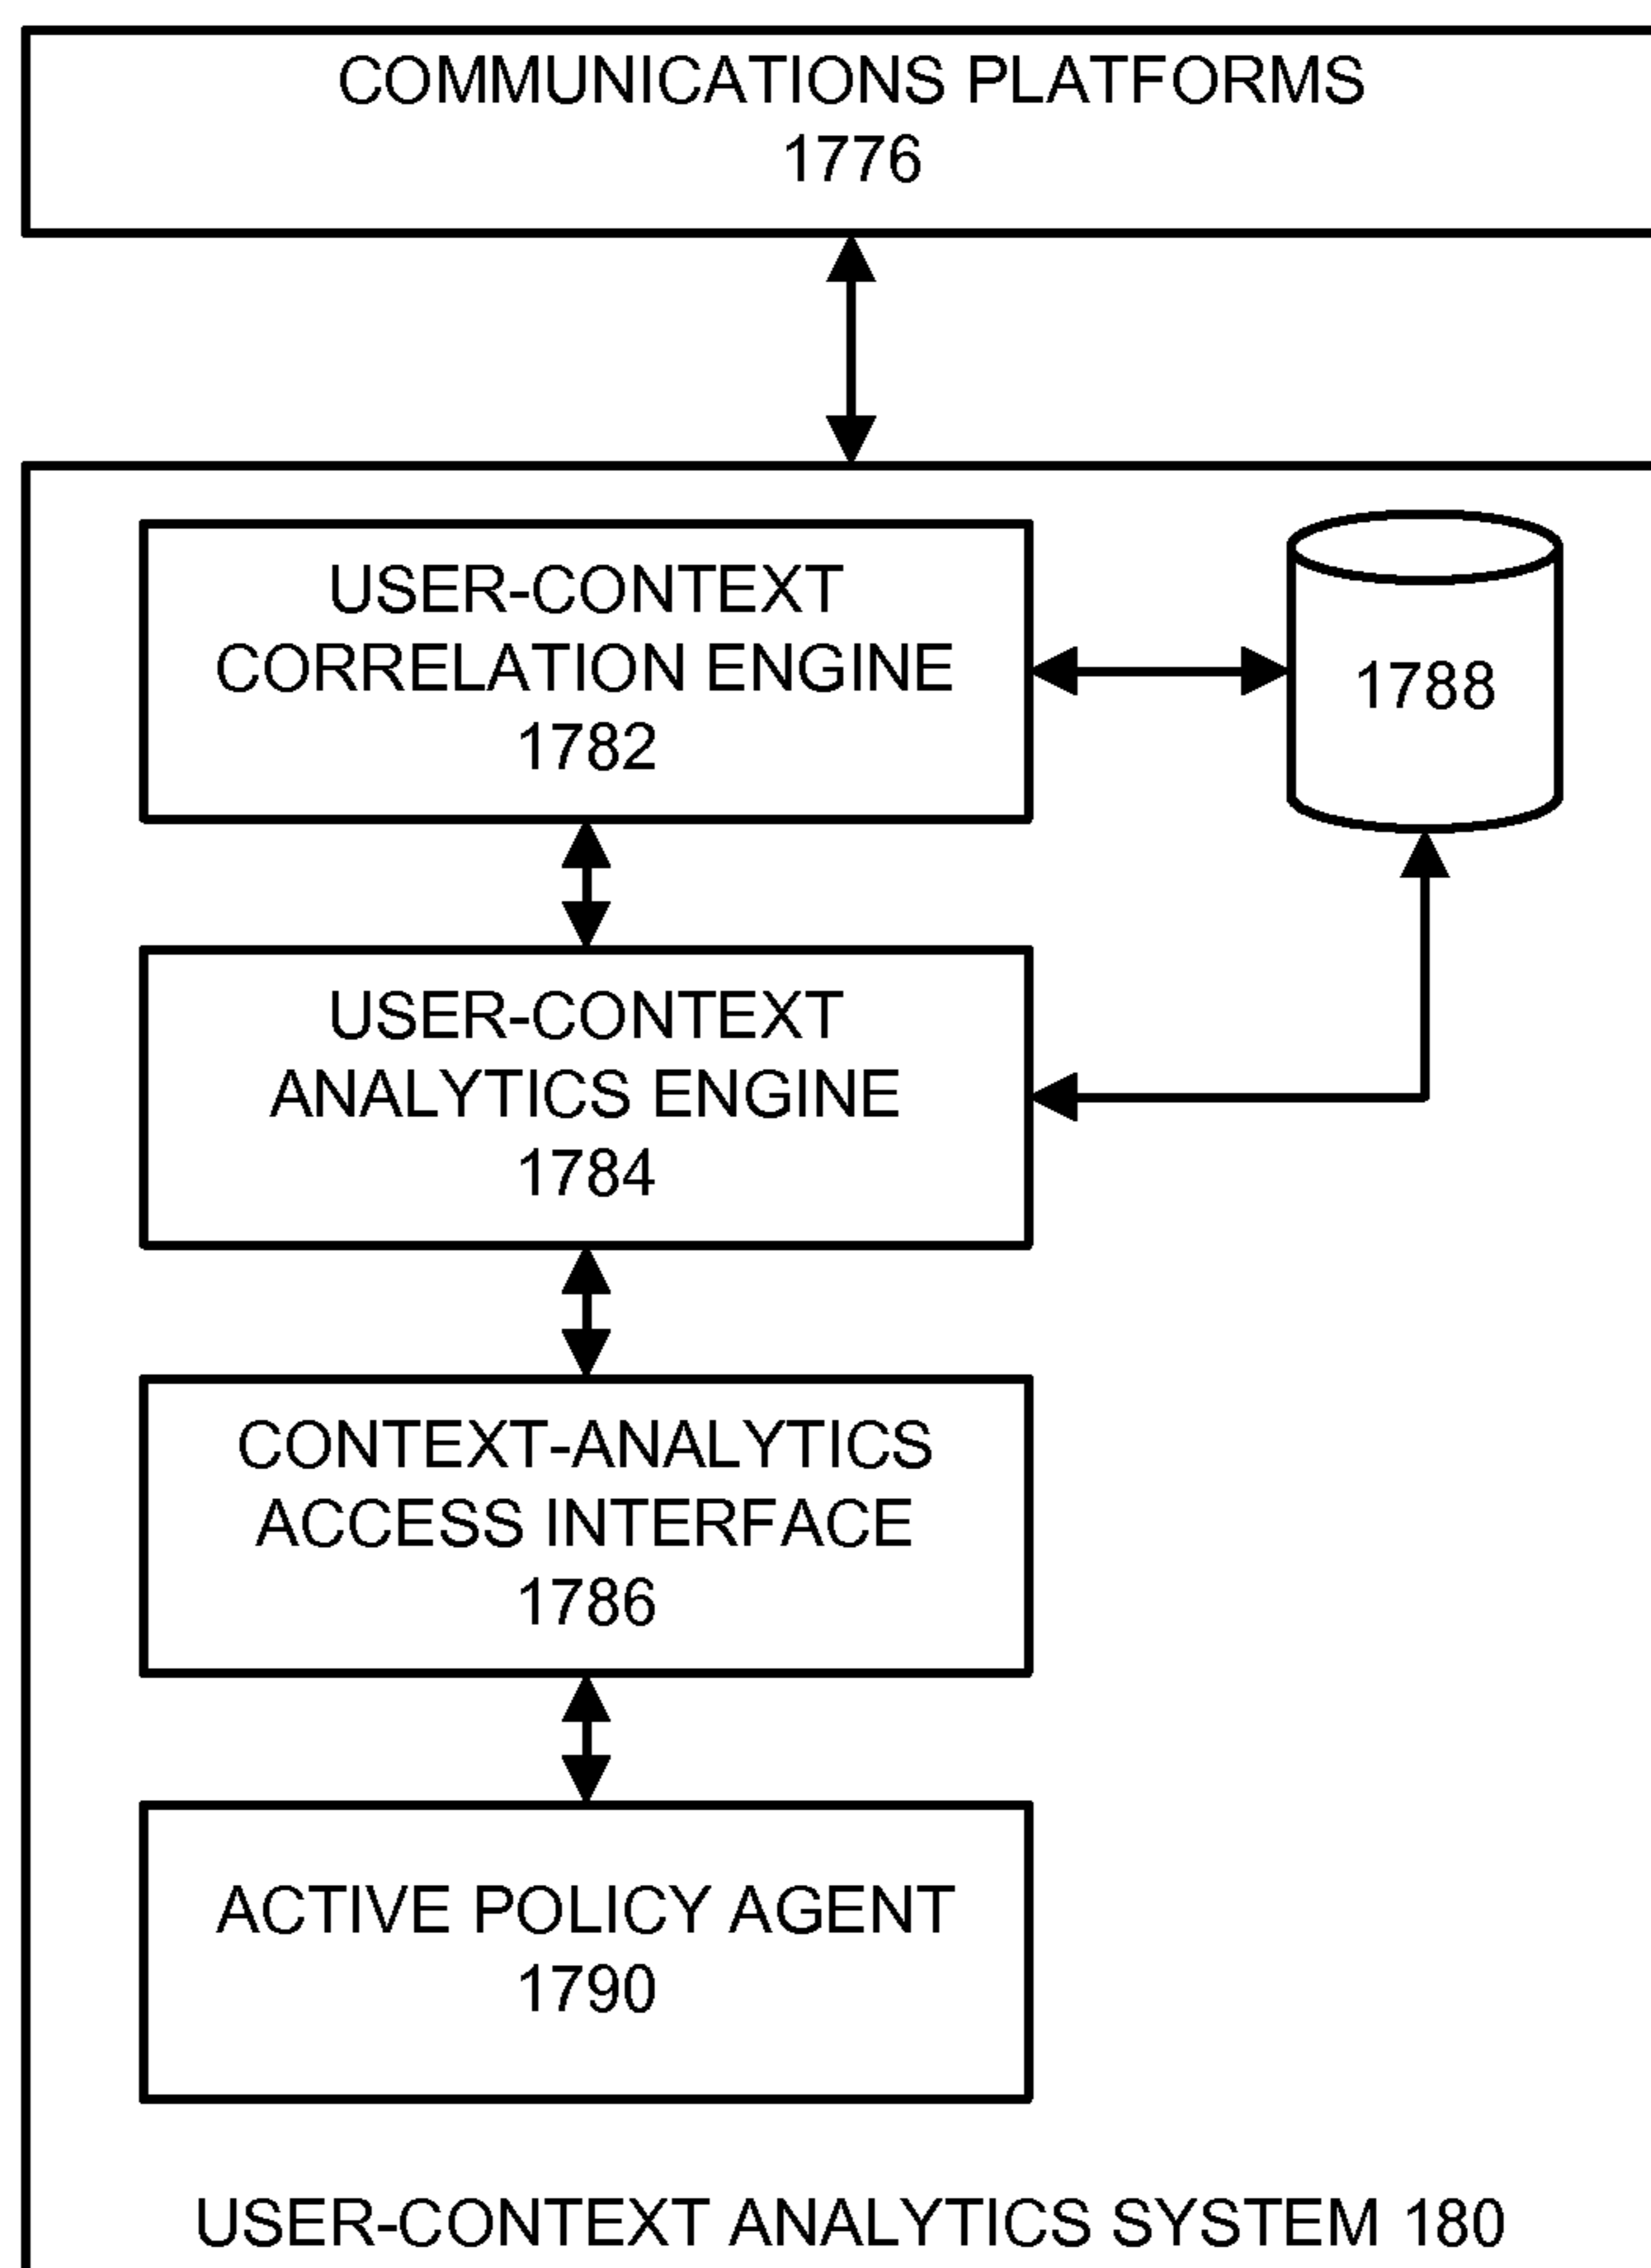 COMMUNICATIONS PLATFORMS
1776
USER-CONTEXT
CORRELATION ENGINE
1782
1788
USER-CONTEXT
ANALYTICS ENGINE
1784
CONTEXT-ANALYTICS
ACCESS INTERFACE
1786
ACTIVE POLICY AGENT
1790
USER-CONTEXT ANALYTICS SYSTEM 180